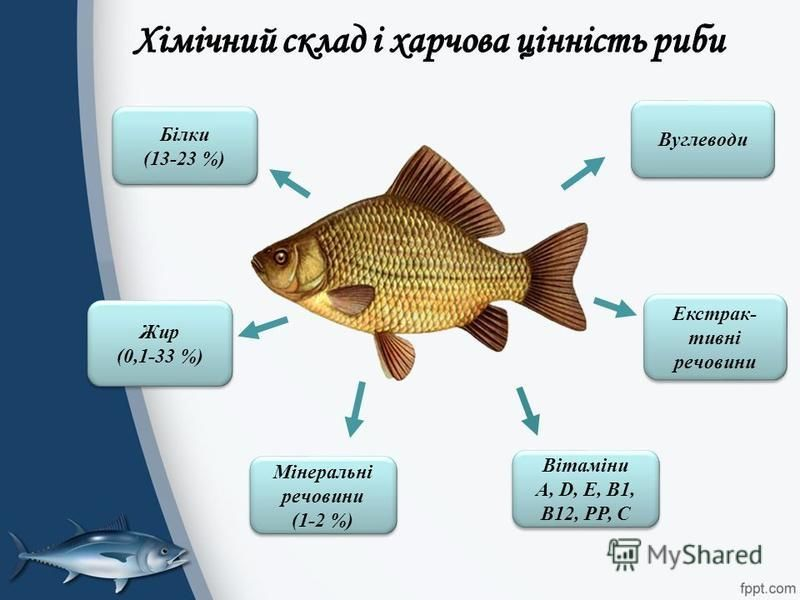 Хімічний склад і харчова цінність риби
Білки
(13-23 %)
Вуглеводи
Жир
(0,1-33 %)
Екстрак-
тивні
речовини
Мінеральні
речовини
(1-2 %)
Вітаміни
A, D, E, B1,
B12, PP, C
MyShared
fppt.com